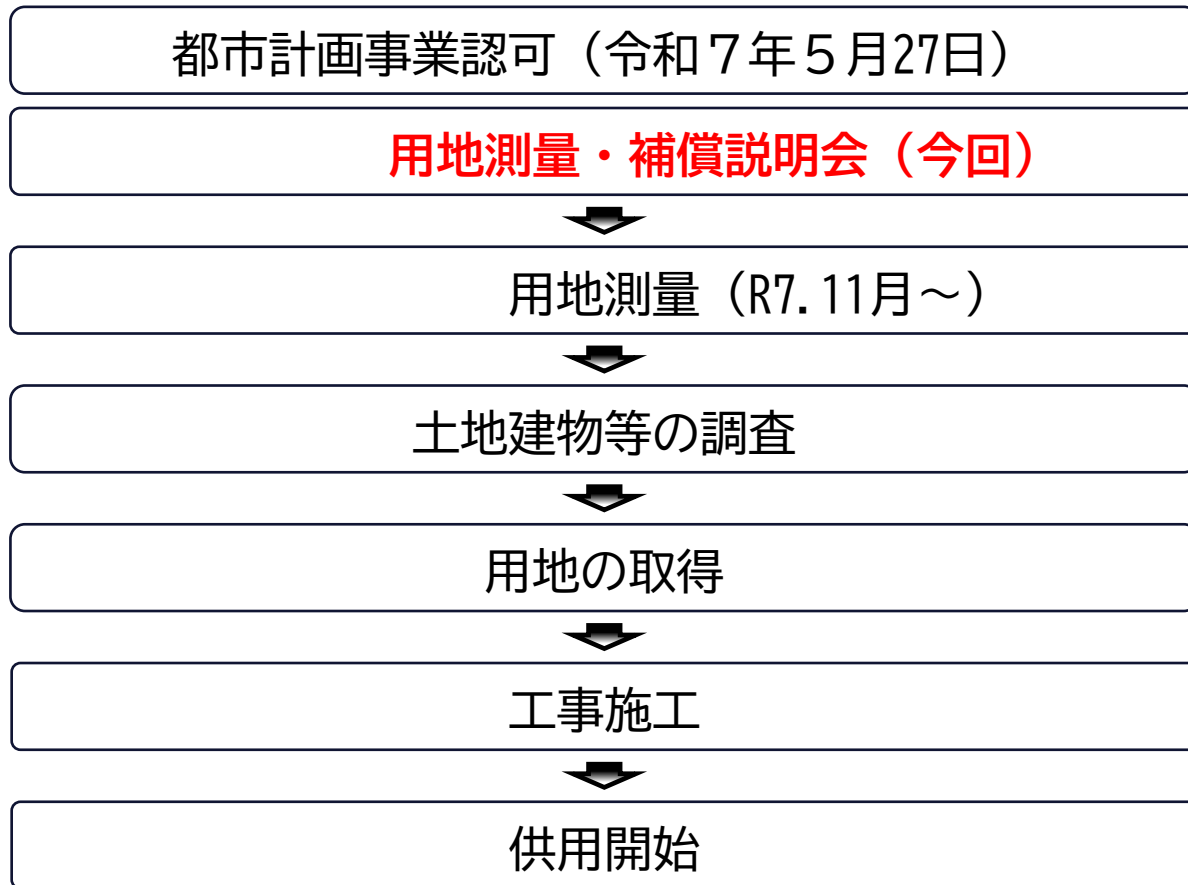 都市計画事業認可（令和７年５月27日）
用地測量・補償説明会（今回）
用地測量（R7.11月～）
土地建物等の調査
用地の取得
工事施工
供用開始